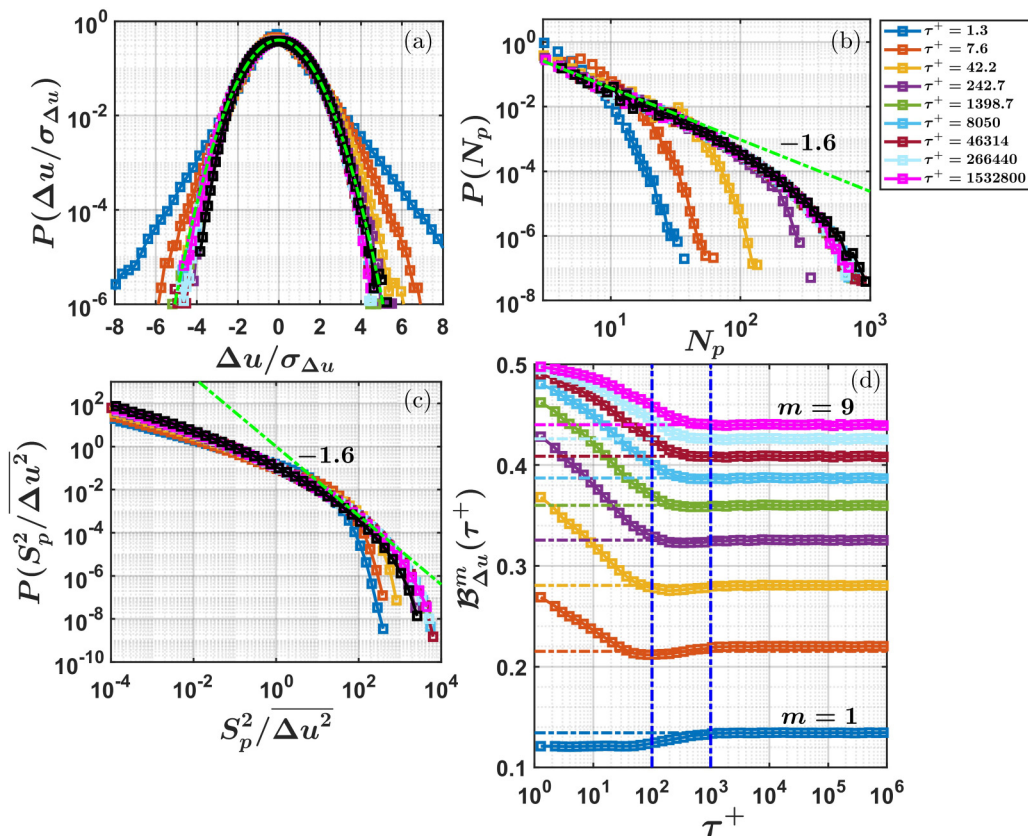 (a)
10^0
10^-2
10^-4
10^-6
-8 -6 -4 -2 0 2 4 6 8
P(Δu/σ_Δu)
Δu/σ_Δu
(b)
10^0
10^-2
10^-4
10^-6
10^-8
10^1 10^2 10^3
P(N_p)
N_p
−1.6
τ^+ = 1.3
τ^+ = 7.6
τ^+ = 42.2
τ^+ = 242.7
τ^+ = 1398.7
τ^+ = 8050
τ^+ = 46314
τ^+ = 266440
τ^+ = 1532800
(c)
10^2
10^0
10^-2
10^-4
10^-6
10^-8
10^-10
10^-4 10^-2 10^0 10^2 10^4
P(S_p^2/\overline{Δu^2})
S_p^2/\overline{Δu^2}
−1.6
(d)
0.5
0.4
0.3
0.2
0.1
10^0 10^1 10^2 10^3 10^4 10^5 10^6
B_Δu^m(τ^+)
τ^+
m = 9
m = 1